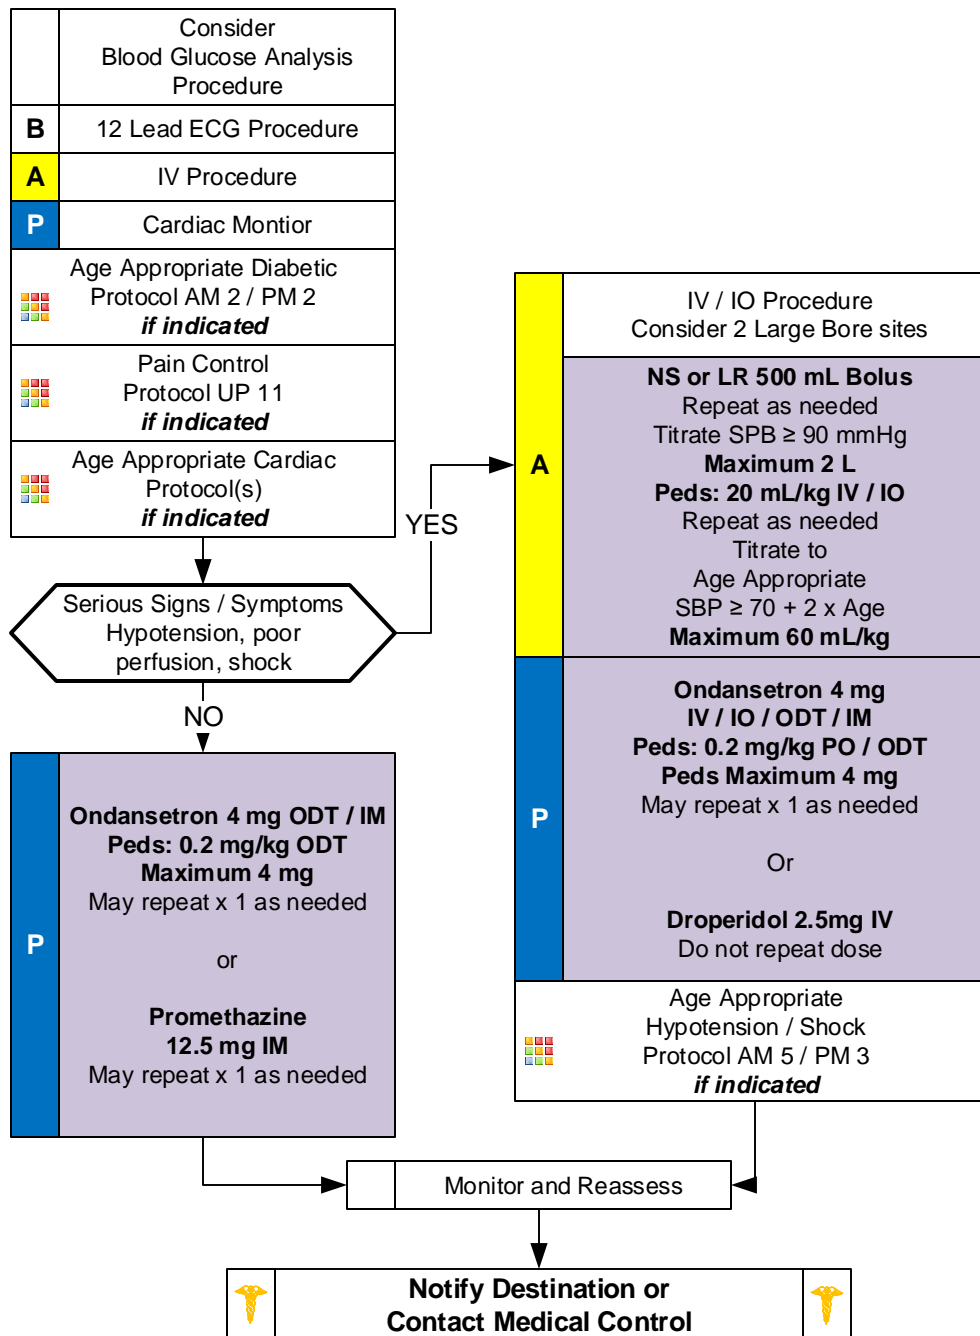 Consider
Blood Glucose Analysis
Procedure
B
12 Lead ECG Procedure
A
IV Procedure
P
Cardiac Montior
Age Appropriate Diabetic
Protocol AM 2 / PM 2
if indicated
Pain Control
Protocol UP 11
if indicated
Age Appropriate Cardiac
Protocol(s)
if indicated
Serious Signs / Symptoms
Hypotension, poor
perfusion, shock
YES
NO
P
Ondansetron 4 mg ODT / IM
Peds: 0.2 mg/kg ODT
Maximum 4 mg
May repeat x 1 as needed
or
Promethazine
12.5 mg IM
May repeat x 1 as needed
A
IV / IO Procedure
Consider 2 Large Bore sites
NS or LR 500 mL Bolus
Repeat as needed
Titrate SPB ≥ 90 mmHg
Maximum 2 L
Peds: 20 mL/kg IV / IO
Repeat as needed
Titrate to
Age Appropriate
SBP ≥ 70 + 2 x Age
Maximum 60 mL/kg
P
Ondansetron 4 mg
IV / IO / ODT / IM
Peds: 0.2 mg/kg PO / ODT
Peds Maximum 4 mg
May repeat x 1 as needed
Or
Droperidol 2.5mg IV
Do not repeat dose
Age Appropriate
Hypotension / Shock
Protocol AM 5 / PM 3
if indicated
Monitor and Reassess
Notify Destination or
Contact Medical Control